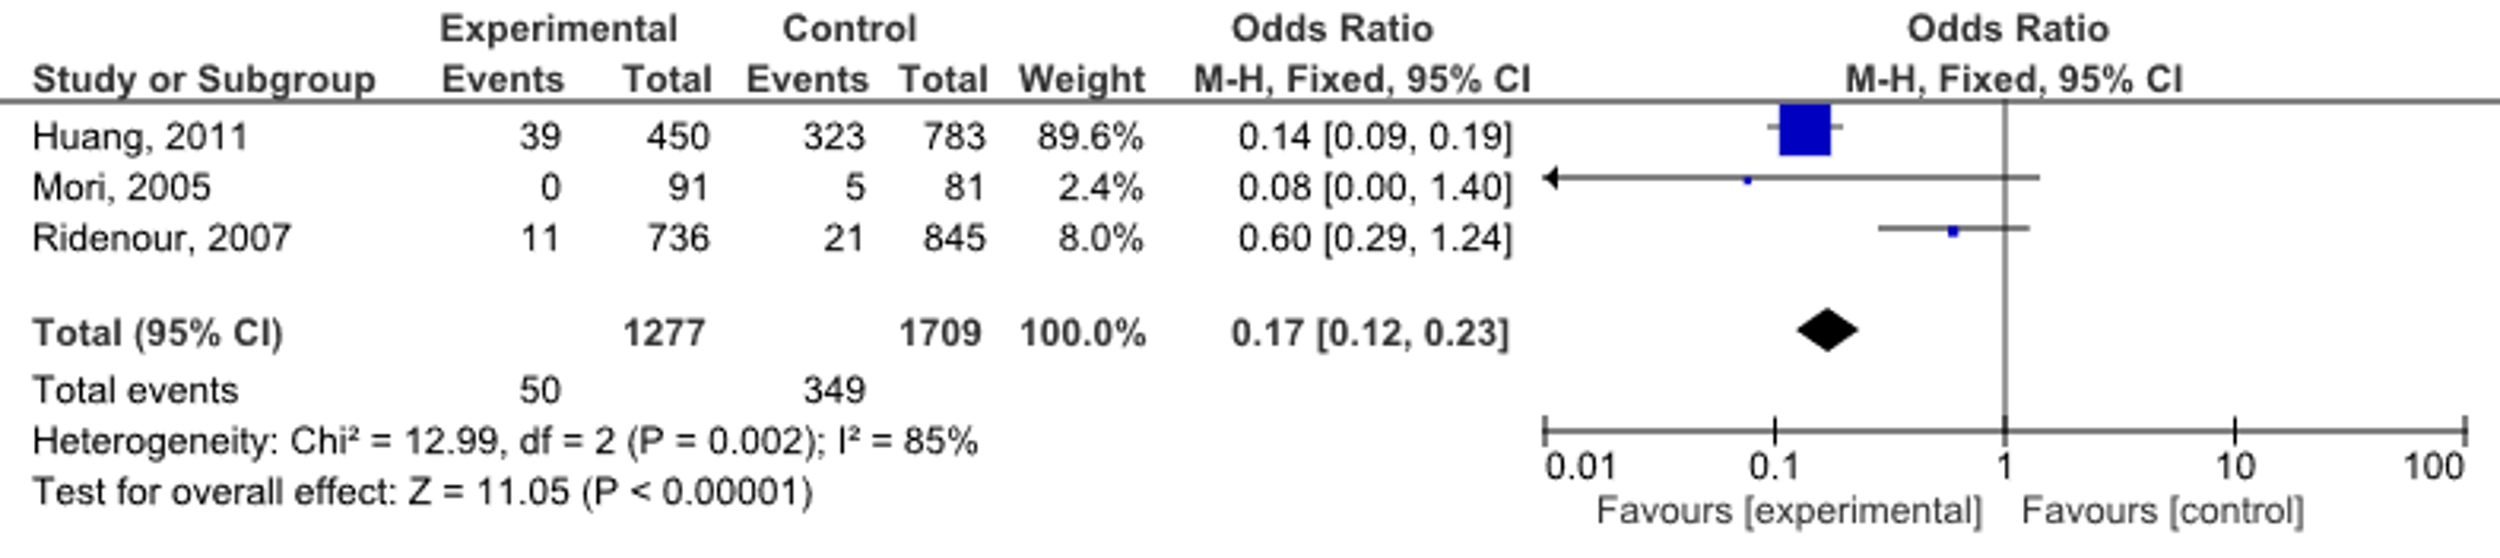 Experimental Control Odds Ratio Odds Ratio
Study or Subgroup Events Total Events Total Weight M-H, Fixed, 95% CI M-H, Fixed, 95% CI
Huang, 2011 39 450 323 783 89.6% 0.14 [0.09, 0.19]
Mori, 2005 0 91 5 81 2.4% 0.08 [0.00, 1.40]
Ridenour, 2007 11 736 21 845 8.0% 0.60 [0.29, 1.24]
Total (95% CI) 1277 1709 100.0% 0.17 [0.12, 0.23]
Total events 50 349
Heterogeneity: Chi² = 12.99, df = 2 (P = 0.002); I² = 85%
Test for overall effect: Z = 11.05 (P < 0.00001)
0.01 0.1 1 10 100
Favours [experimental] Favours [control]